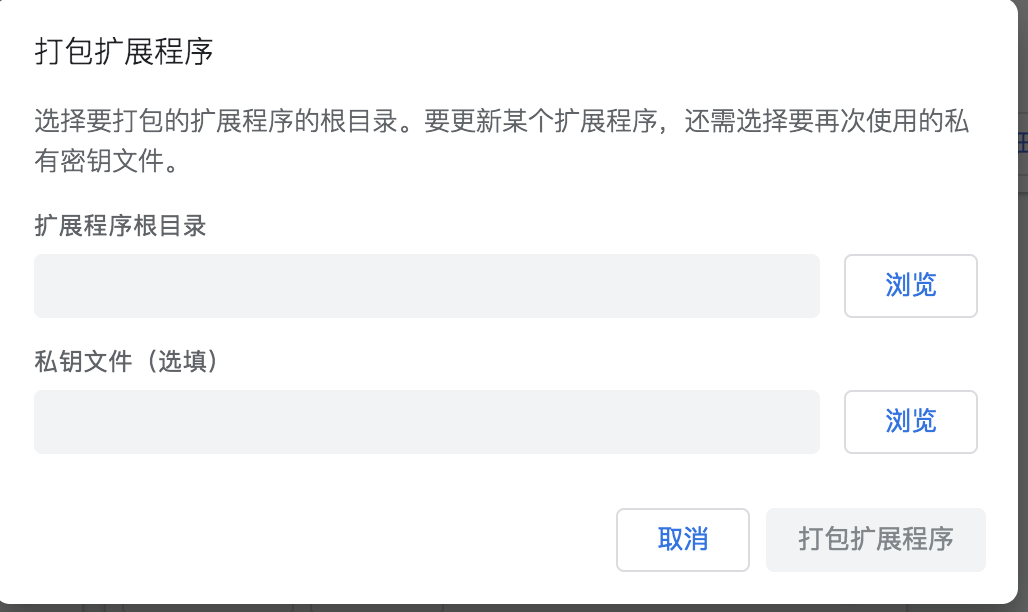 打包扩展程序
选择要打包的扩展程序的根目录。要更新某个扩展程序，还需选择要再次使用的私
有密钥文件。
扩展程序根目录
浏览
私钥文件（选填）
浏览
取消
打包扩展程序